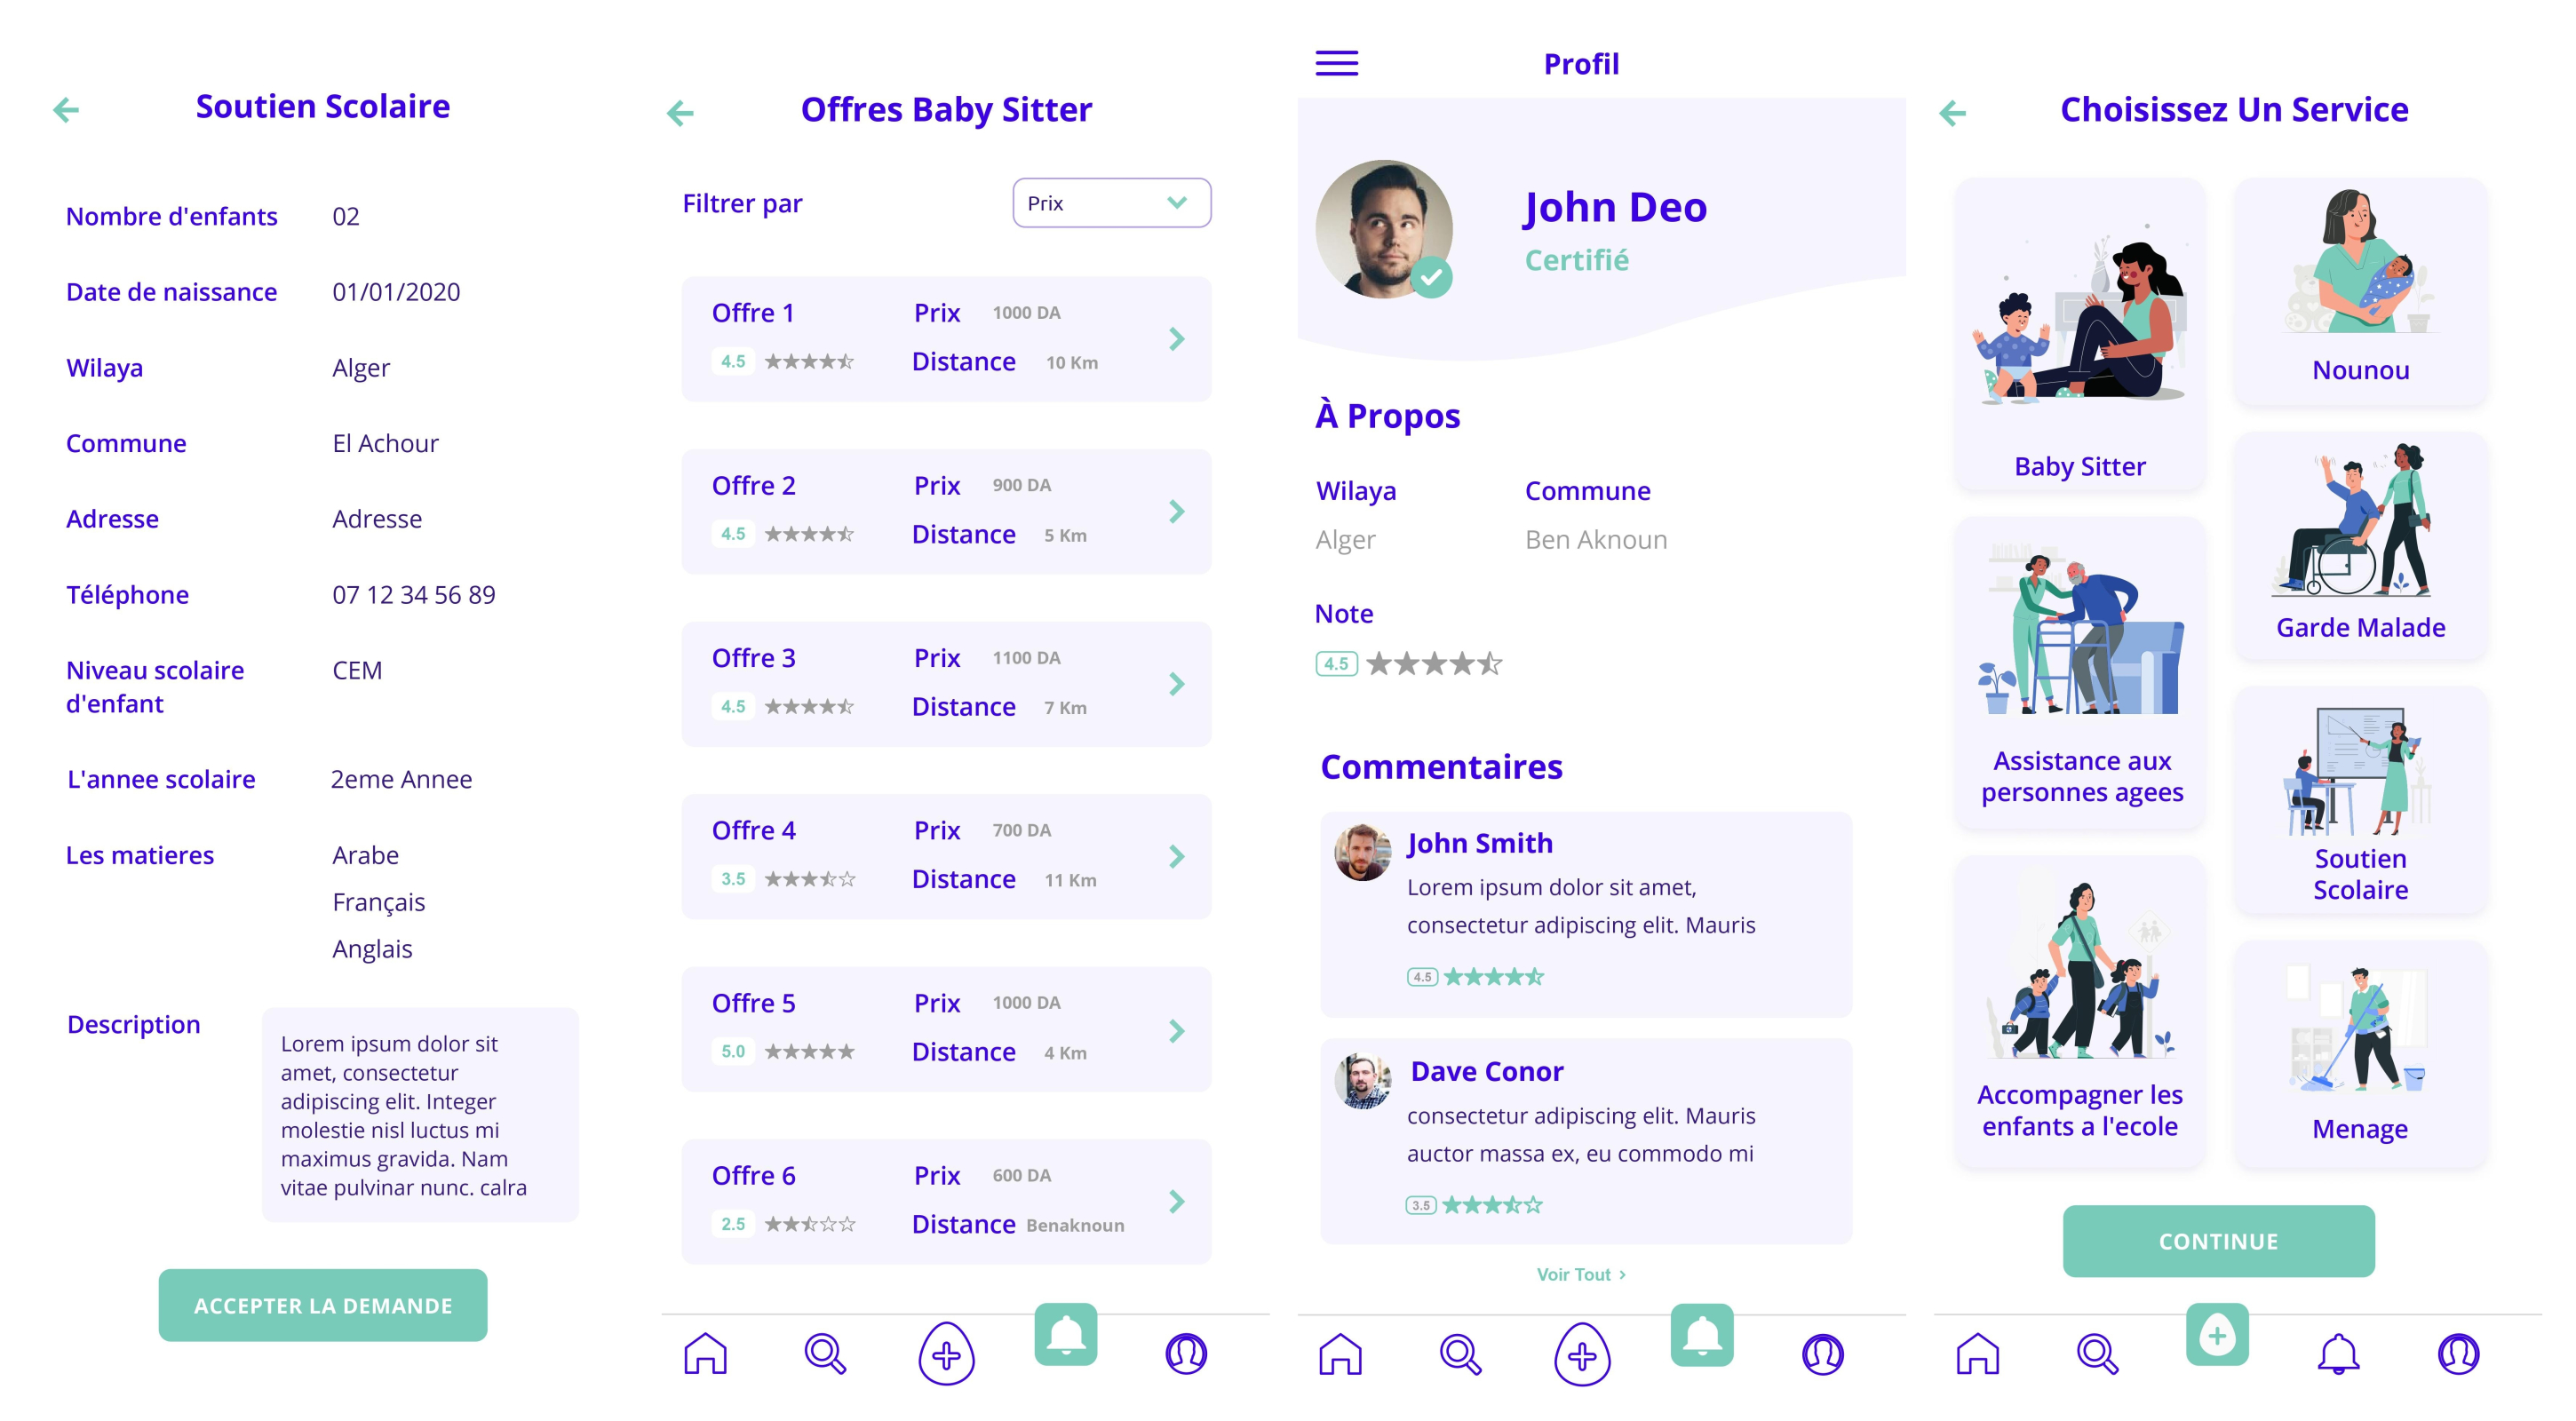 Soutien Scolaire
Nombre d'enfants 02
Date de naissance 01/01/2020
Wilaya Alger
Commune El Achour
Adresse Adresse
Téléphone 07 12 34 56 89
Niveau scolaire CEM
d'enfant
L'annee scolaire 2eme Annee
Les matieres Arabe
Français
Anglais
Description
Lorem ipsum dolor sit
amet, consectetur
adipiscing elit. Integer
molestie nisl luctus mi
maximus gravida. Nam
vitae pulvinar nunc. calra
ACCEPTER LA DEMANDE
Offres Baby Sitter
Filtrer par Prix
Offre 1 Prix 1000 DA
4.5 Distance 10 Km
Offre 2 Prix 900 DA
4.5 Distance 5 Km
Offre 3 Prix 1100 DA
4.5 Distance 7 Km
Offre 4 Prix 700 DA
3.5 Distance 11 Km
Offre 5 Prix 1000 DA
5.0 Distance 4 Km
Offre 6 Prix 600 DA
2.5 Distance Benaknoun
Profil
John Deo
Certifié
À Propos
Wilaya Commune
Alger Ben Aknoun
Note
4.5
Commentaires
John Smith
Lorem ipsum dolor sit amet,
consectetur adipiscing elit. Mauris
4.5
Dave Conor
consectetur adipiscing elit. Mauris
auctor massa ex, eu commodo mi
3.5
Voir Tout ›
Choisissez Un Service
Baby Sitter
Nounou
Garde Malade
Assistance aux
personnes agees
Soutien
Scolaire
Accompagner les
enfants a l'ecole
Menage
CONTINUE